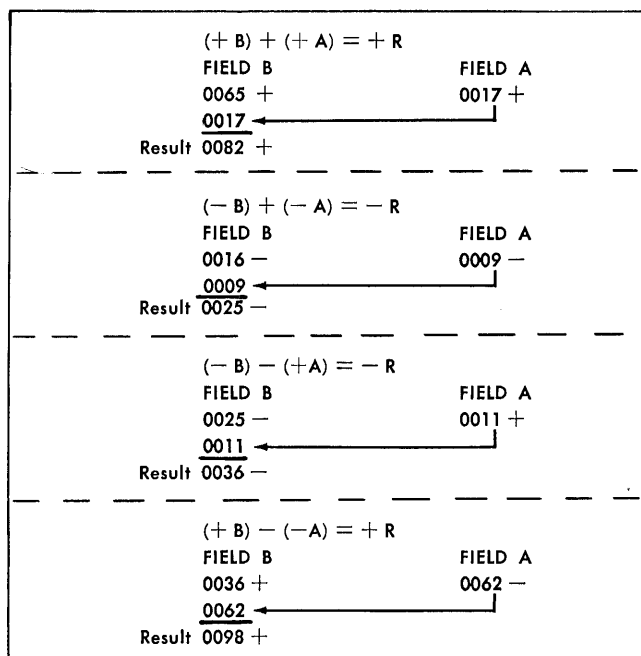 (+ B) + (+ A) = + R
FIELD B FIELD A
0065 + 0017 +
0017
Result 0082 +
(− B) + (− A) = − R
FIELD B FIELD A
0016 − 0009 −
0009
Result 0025 −
(− B) − (+A) = − R
FIELD B FIELD A
0025 − 0011 +
0011
Result 0036 −
(+ B) − (−A) = + R
FIELD B FIELD A
0036 + 0062 −
0062
Result 0098 +